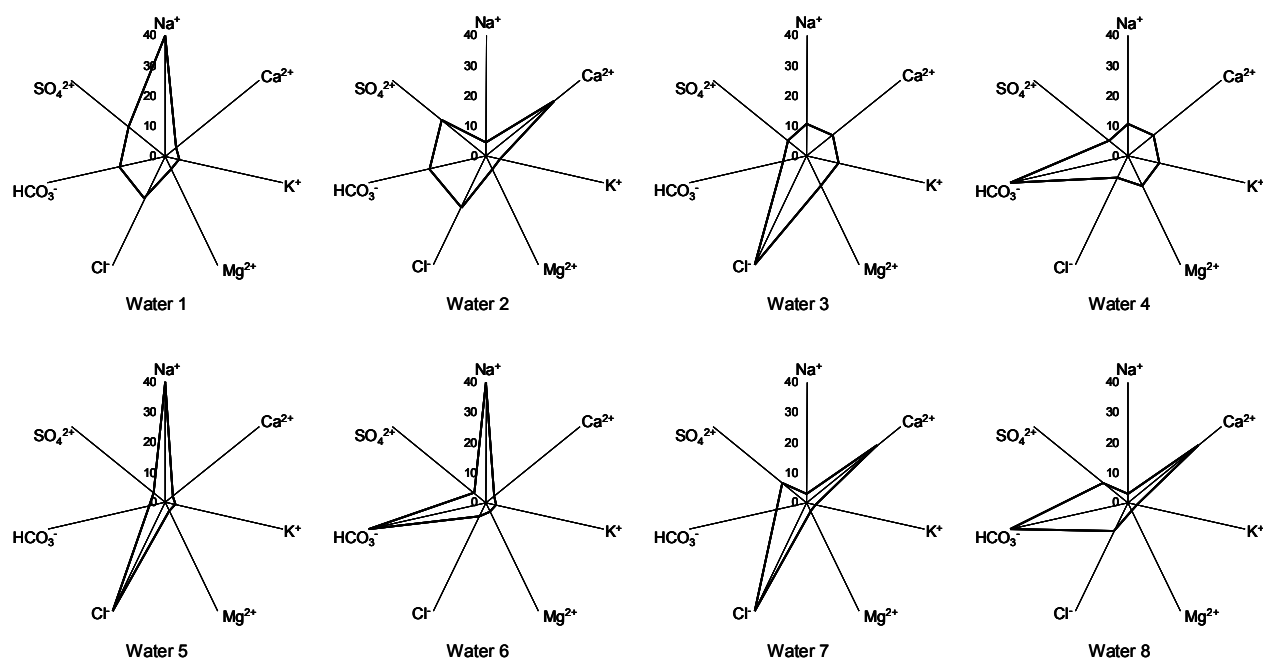 Na⁺ Na⁺ Na⁺ Na⁺
40 40 40 40
SO₄²⁺ 30 Ca²⁺ SO₄²⁺ 30 Ca²⁺ SO₄²⁺ 30 Ca²⁺ SO₄²⁺ 30 Ca²⁺
20 20 20 20
10 10 10 10
0 0 0 0
HCO₃⁻ K⁺ HCO₃⁻ K⁺ HCO₃⁻ K⁺ HCO₃⁻ K⁺
Cl⁻ Mg²⁺ Cl⁻ Mg²⁺ Cl⁻ Mg²⁺ Cl⁻ Mg²⁺
Water 1 Water 2 Water 3 Water 4
Na⁺ Na⁺ Na⁺ Na⁺
40 40 40 40
SO₄²⁺ 30 Ca²⁺ SO₄²⁺ 30 Ca²⁺ SO₄²⁺ 30 Ca²⁺ SO₄²⁺ 30 Ca²⁺
20 20 20 20
10 10 10 10
0 0 0 0
HCO₃⁻ K⁺ HCO₃⁻ K⁺ HCO₃⁻ K⁺ HCO₃⁻ K⁺
Cl⁻ Mg²⁺ Cl⁻ Mg²⁺ Cl⁻ Mg²⁺ Cl⁻ Mg²⁺
Water 5 Water 6 Water 7 Water 8